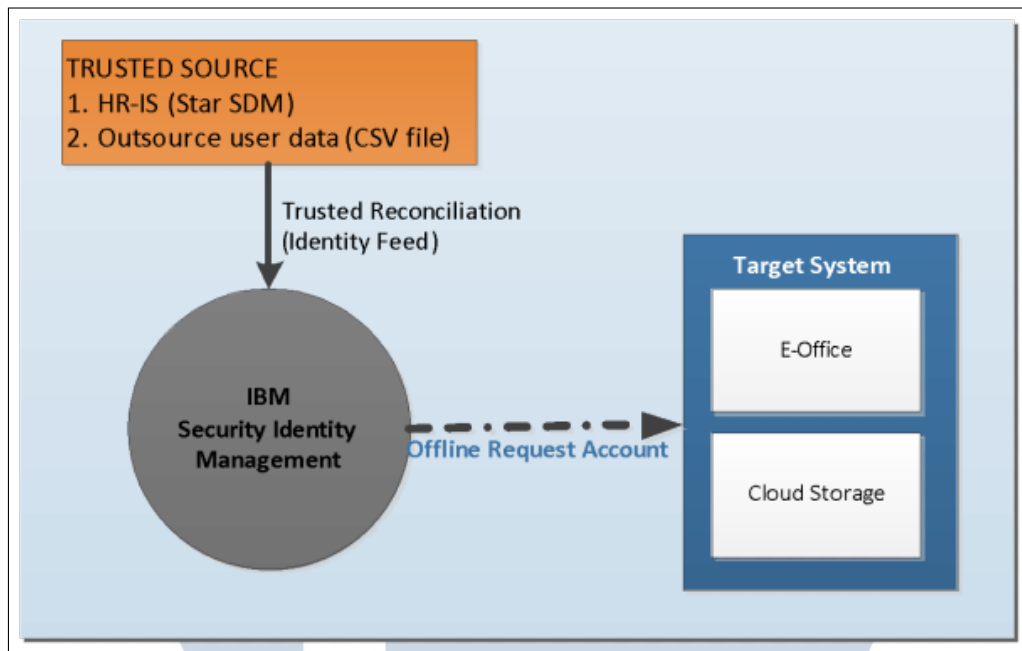 TRUSTED SOURCE
1. HR-IS (Star SDM)
2. Outsource user data (CSV file)
Trusted Reconciliation
(Identity Feed)
IBM
Security Identity
Management
Offline Request Account
Target System
E-Office
Cloud Storage